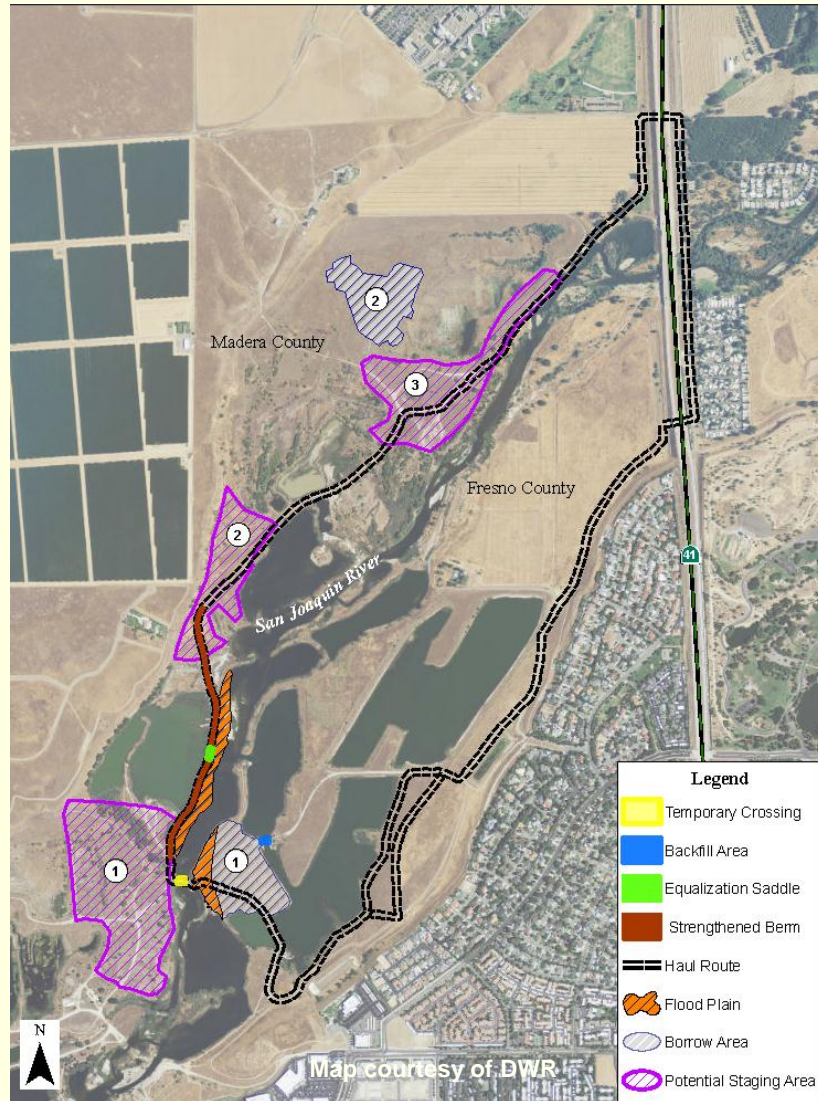 2
Madera County
3
Fresno County
2
41
San Joaquin River
1
1
Legend
Temporary Crossing
Backfill Area
Equalization Saddle
Strengthened Berm
Haul Route
Flood Plain
Borrow Area
Potential Staging Area
N
Map courtesy of DWR